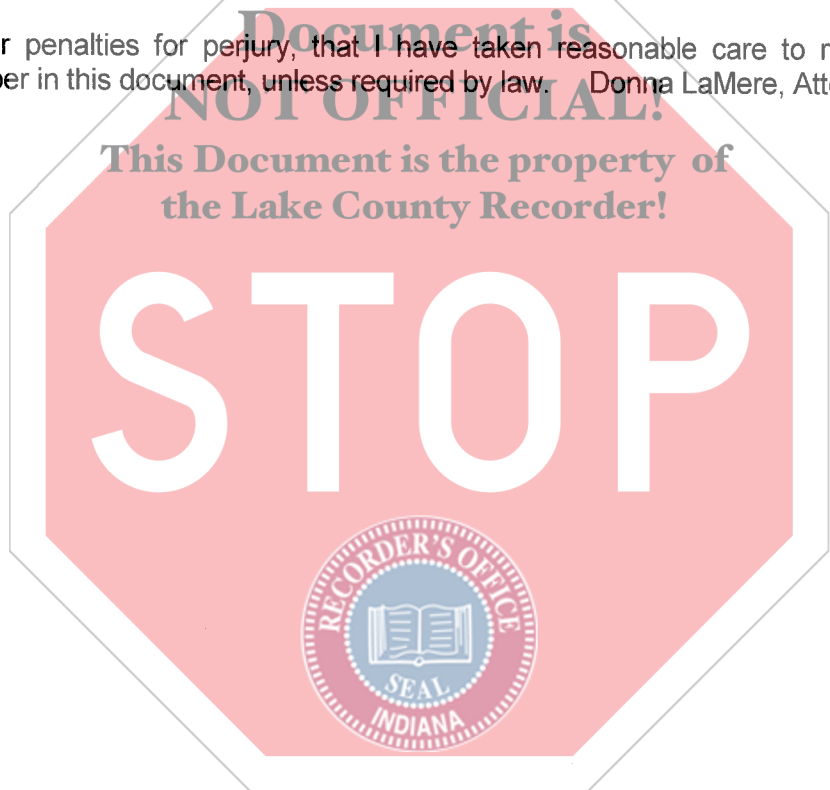 Document is
r penalties for perjury, that I have taken reasonable care to r
er in this document, unless required by law. Donna LaMere, Att
NOT OFFICIAL!
This Document is the property of
the Lake County Recorder!
STOP
RECORDER'S OFFICE
SEAL
INDIANA